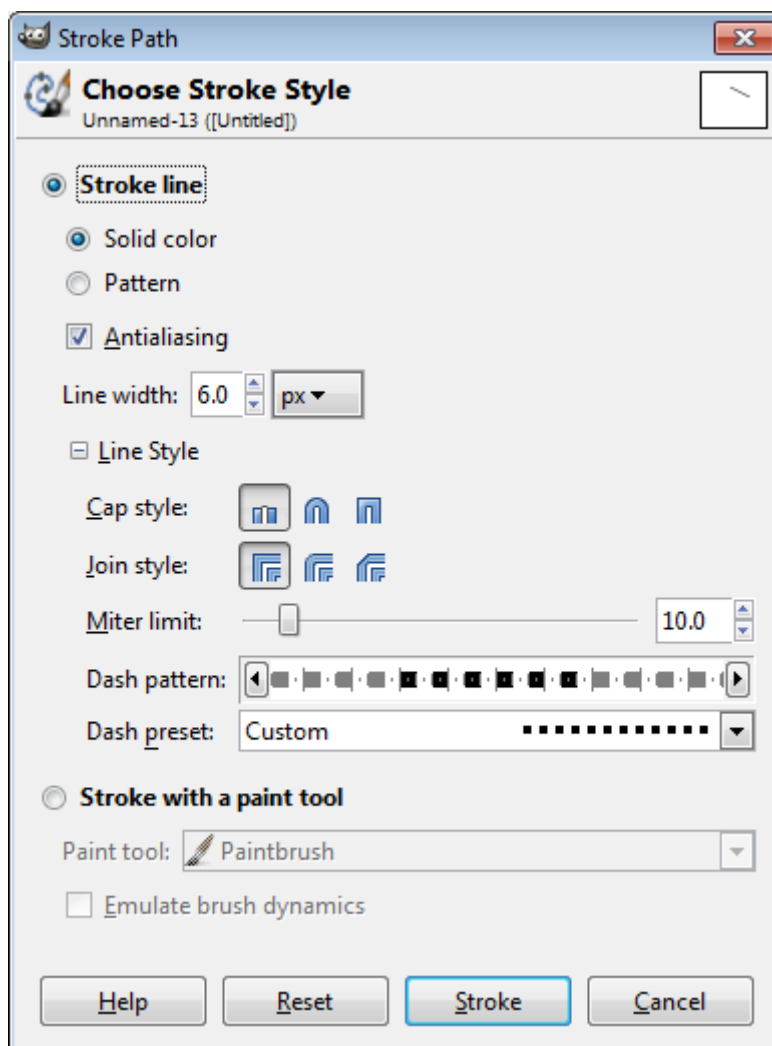 Stroke Path
Choose Stroke Style
Unnamed-13 ([Untitled])
Stroke line
Solid color
Pattern
Antialiasing
Line width: 6.0 px
Line Style
Cap style:
Join style:
Miter limit: 10.0
Dash pattern:
Dash preset: Custom
Stroke with a paint tool
Paint tool: Paintbrush
Emulate brush dynamics
Help Reset Stroke Cancel